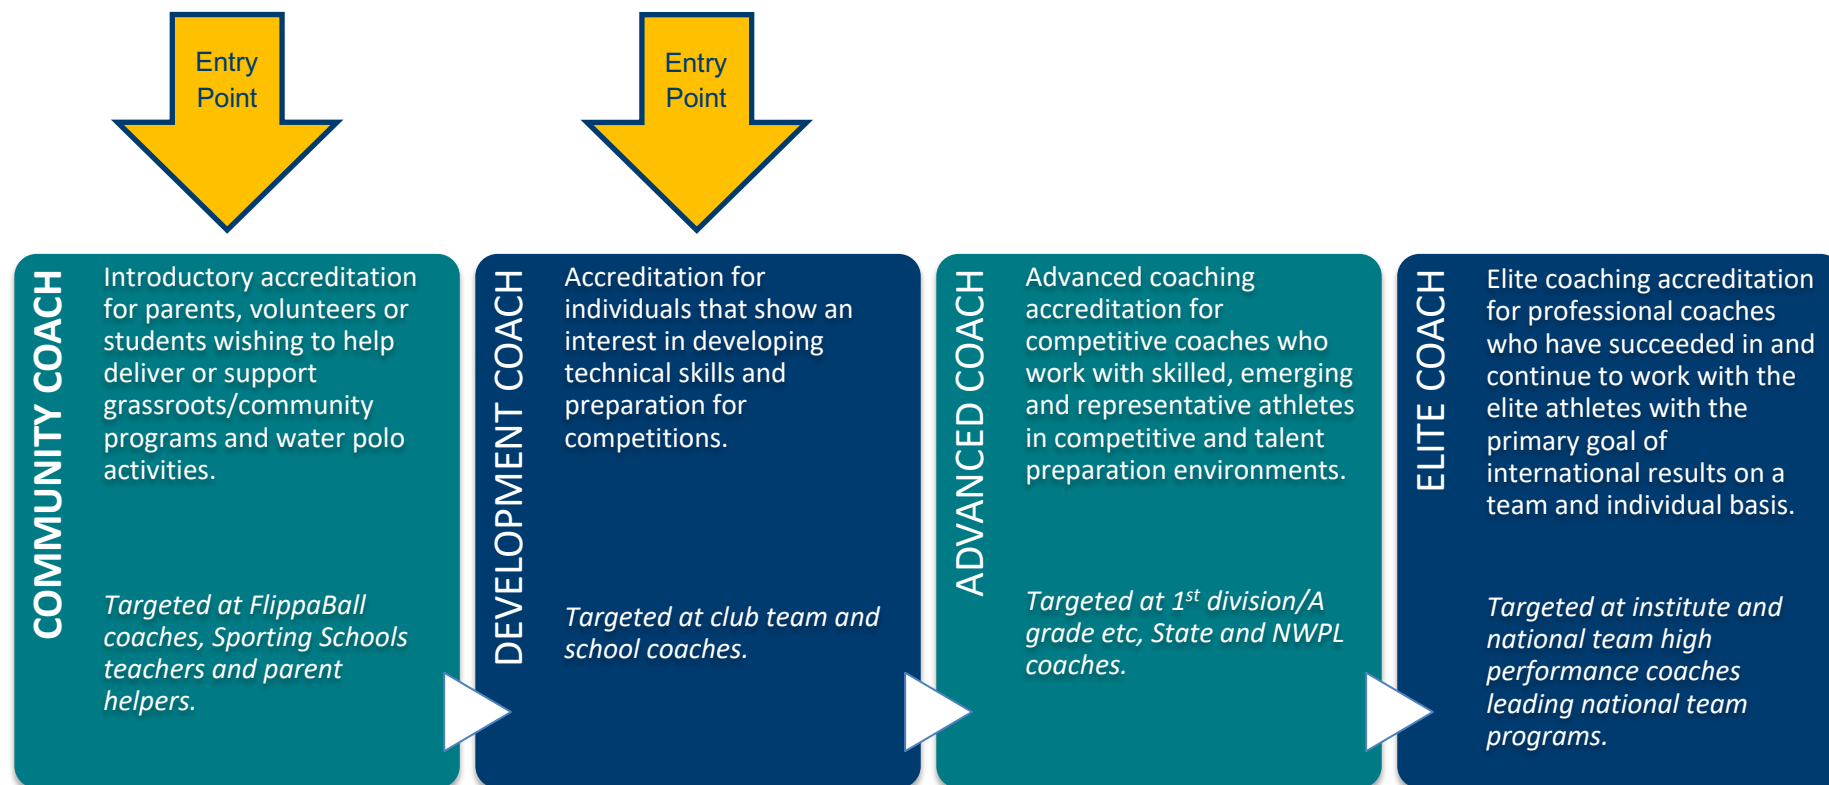 Entry
Point
Entry
Point
COMMUNITY COACH
Introductory accreditation
for parents, volunteers or
students wishing to help
deliver or support
grassroots/community
programs and water polo
activities.
Targeted at FlippaBall
coaches, Sporting Schools
teachers and parent
helpers.
DEVELOPMENT COACH
Accreditation for
individuals that show an
interest in developing
technical skills and
preparation for
competitions.
Targeted at club team and
school coaches.
ADVANCED COACH
Advanced coaching
accreditation for
competitive coaches who
work with skilled, emerging
and representative athletes
in competitive and talent
preparation environments.
Targeted at 1st division/A
grade etc, State and NWPL
coaches.
ELITE COACH
Elite coaching accreditation
for professional coaches
who have succeeded in and
continue to work with the
elite athletes with the
primary goal of
international results on a
team and individual basis.
Targeted at institute and
national team high
performance coaches
leading national team
programs.